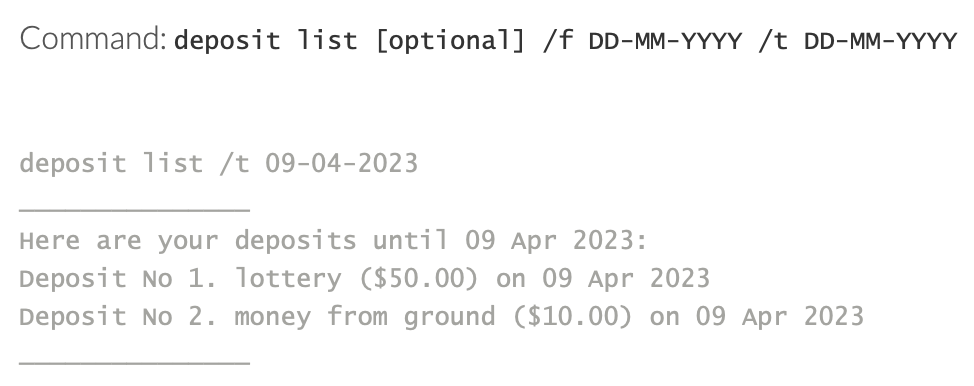 Command: deposit list [optional] /f DD-MM-YYYY /t DD-MM-YYYY
deposit list /t 09-04-2023
_______________
Here are your deposits until 09 Apr 2023:
Deposit No 1. lottery ($50.00) on 09 Apr 2023
Deposit No 2. money from ground ($10.00) on 09 Apr 2023
_______________